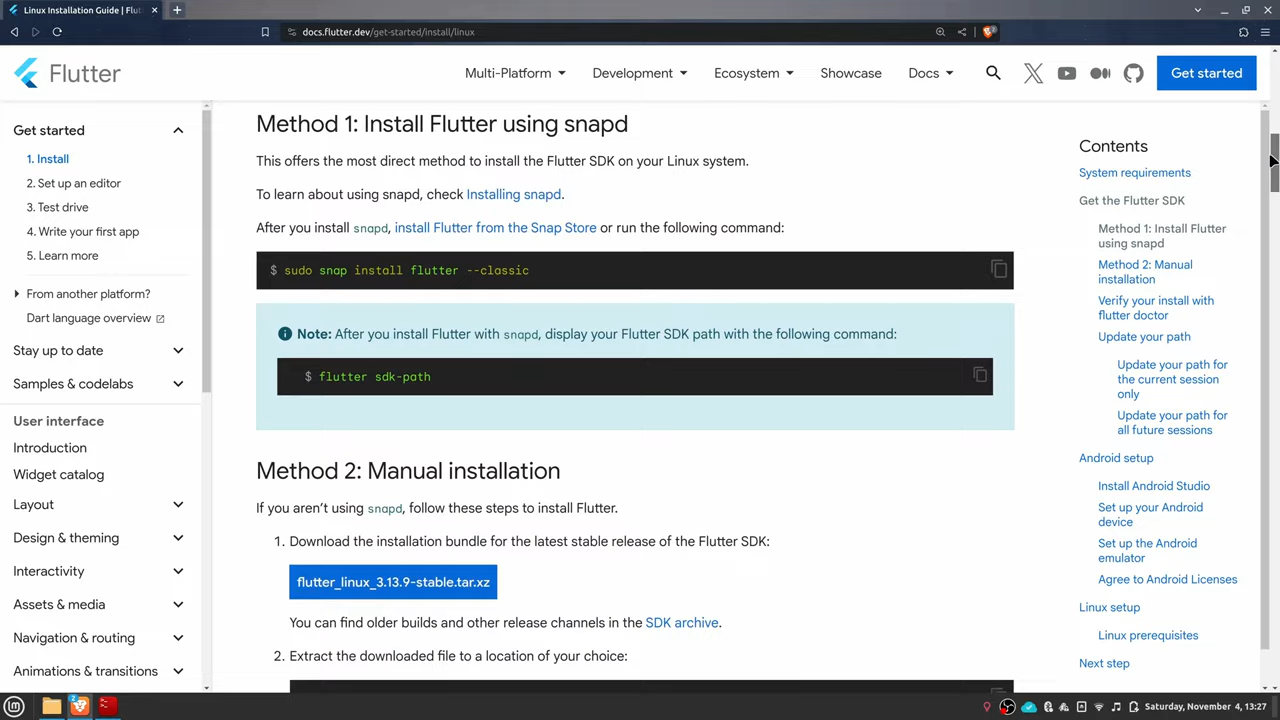 Linux Installation Guide | Flut
docs.flutter.dev/get-started/install/linux
Flutter
Multi-Platform
Development
Ecosystem
Showcase
Docs
Get started
Get started
1. Install
2. Set up an editor
3. Test drive
4. Write your first app
5. Learn more
From another platform?
Dart language overview
Stay up to date
Samples & codelabs
User interface
Introduction
Widget catalog
Layout
Design & theming
Interactivity
Assets & media
Navigation & routing
Animations & transitions
Method 1: Install Flutter using snapd
This offers the most direct method to install the Flutter SDK on your Linux system.
To learn about using snapd, check Installing snapd.
After you install snapd, install Flutter from the Snap Store or run the following command:
$ sudo snap install flutter --classic
Note: After you install Flutter with snapd, display your Flutter SDK path with the following command:
$ flutter sdk-path
Method 2: Manual installation
If you aren't using snapd, follow these steps to install Flutter.
1. Download the installation bundle for the latest stable release of the Flutter SDK:
flutter_linux_3.13.9-stable.tar.xz
You can find older builds and other release channels in the SDK archive.
2. Extract the downloaded file to a location of your choice:
Contents
System requirements
Get the Flutter SDK
Method 1: Install Flutter
using snapd
Method 2: Manual
installation
Verify your install with
flutter doctor
Update your path
Update your path for
the current session
only
Update your path for
all future sessions
Android setup
Install Android Studio
Set up your Android
device
Set up the Android
emulator
Agree to Android Licenses
Linux setup
Linux prerequisites
Next step
Saturday, November 4, 13:27